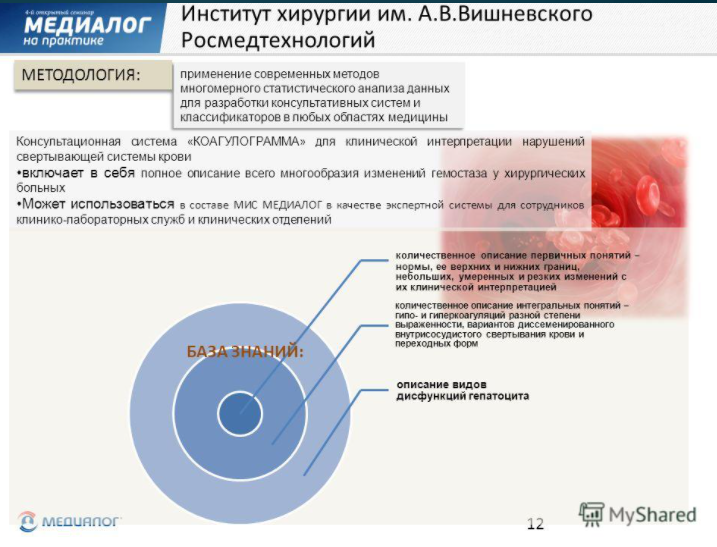 4-й открытый семинар
МЕДИАЛОГ
на практике
Институт хирургии им. А.В.Вишневского
Росмедтехнологий
МЕТОДОЛОГИЯ:
применение современных методов
многомерного статистического анализа данных
для разработки консультативных систем и
классификаторов в любых областях медицины
Консультационная система «КОАГУЛОГРАММА» для клинической интерпретации нарушений
свертывающей системы крови
•включает в себя полное описание всего многообразия изменений гемостаза у хирургических
больных
•Может использоваться в составе МИС МЕДИАЛОГ в качестве экспертной системы для сотрудников
клинико-лабораторных служб и клинических отделений
количественное описание первичных понятий –
нормы, ее верхних и нижних границ,
небольших, умеренных и резких изменений с
их клинической интерпретацией
количественное описание интегральных понятий –
гипо- и гиперкоагуляций разной степени
выраженности, вариантов диссеминированного
внутрисосудистого свертывания крови и
переходных форм
БАЗА ЗНАНИЙ:
описание видов
дисфункций гепатоцита
МЕДИАЛОГ
12
MyShared